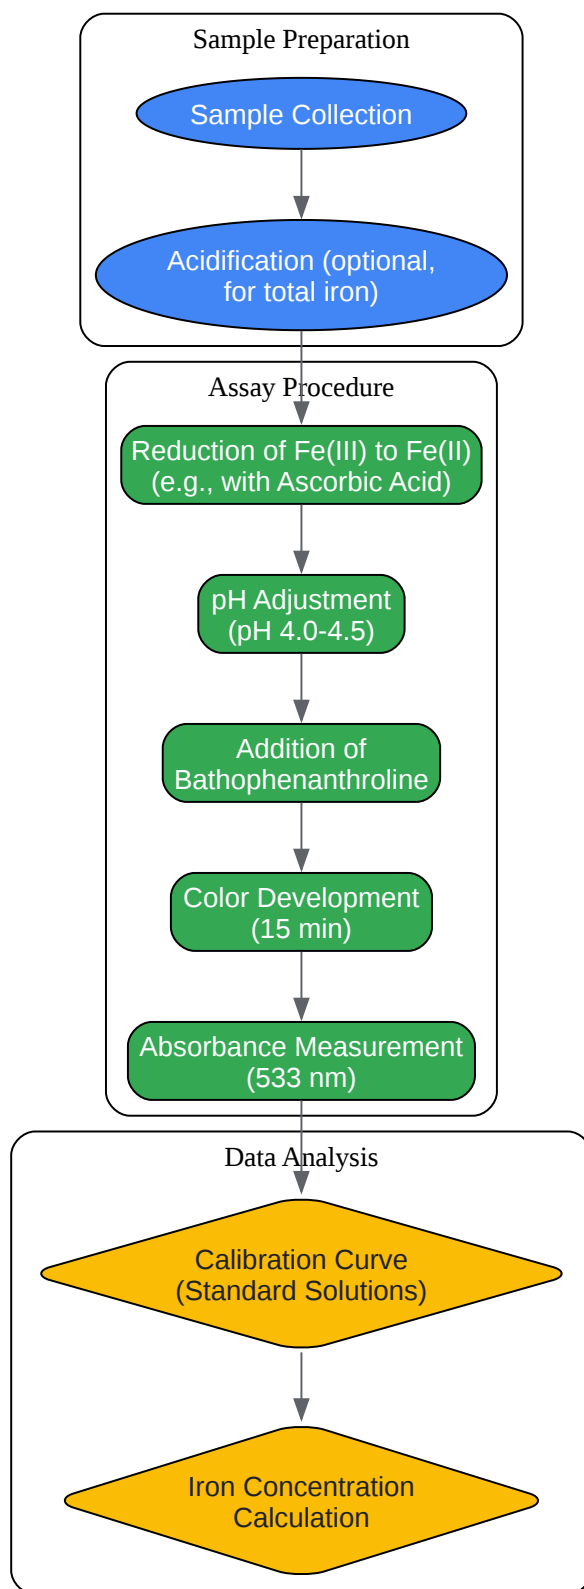 Sample Preparation
Sample Collection
Acidification (optional,
for total iron)
Assay Procedure
Reduction of Fe(III) to Fe(II)
(e.g., with Ascorbic Acid)
pH Adjustment
(pH 4.0-4.5)
Addition of
Bathophenanthroline
Color Development
(15 min)
Absorbance Measurement
(533 nm)
Data Analysis
Calibration Curve
(Standard Solutions)
Iron Concentration
Calculation